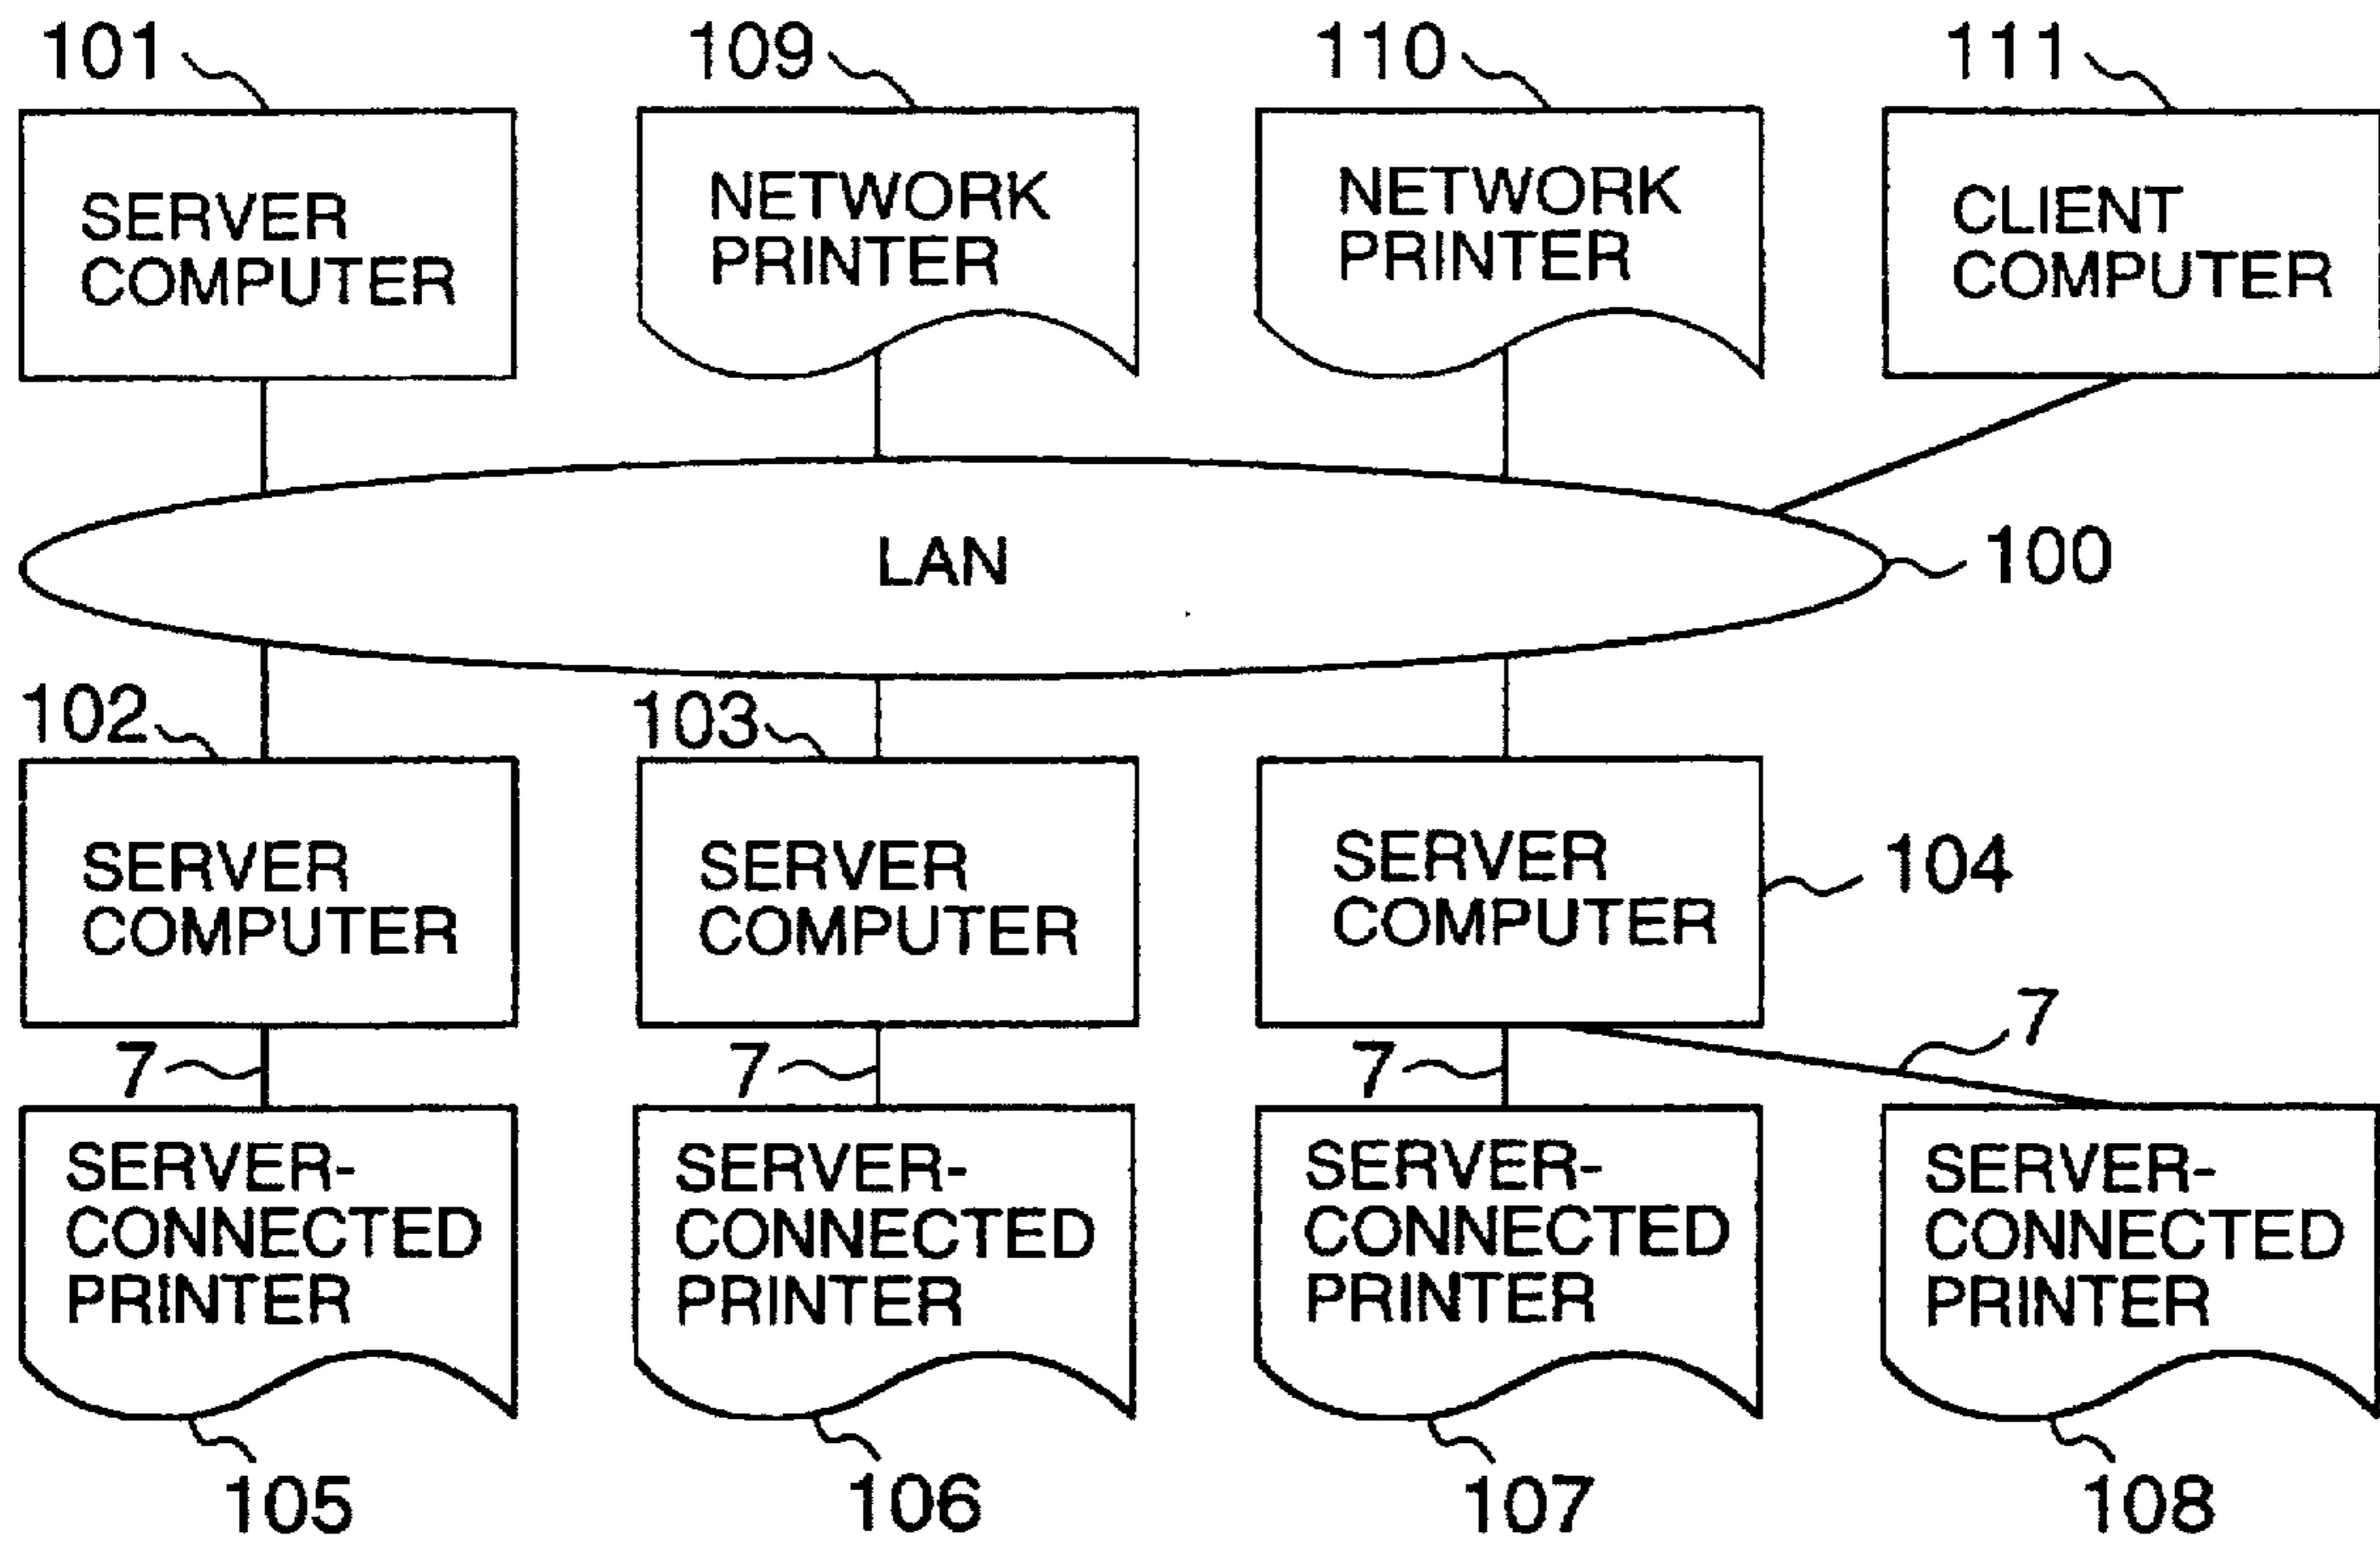 101
109
110
111
SERVER
COMPUTER
NETWORK
PRINTER
NETWORK
PRINTER
CLIENT
COMPUTER
LAN
100
102
103
SERVER
COMPUTER
SERVER
COMPUTER
SERVER
COMPUTER
104
7
7
7
7
SERVER-
CONNECTED
PRINTER
SERVER-
CONNECTED
PRINTER
SERVER-
CONNECTED
PRINTER
SERVER-
CONNECTED
PRINTER
105
106
107
108